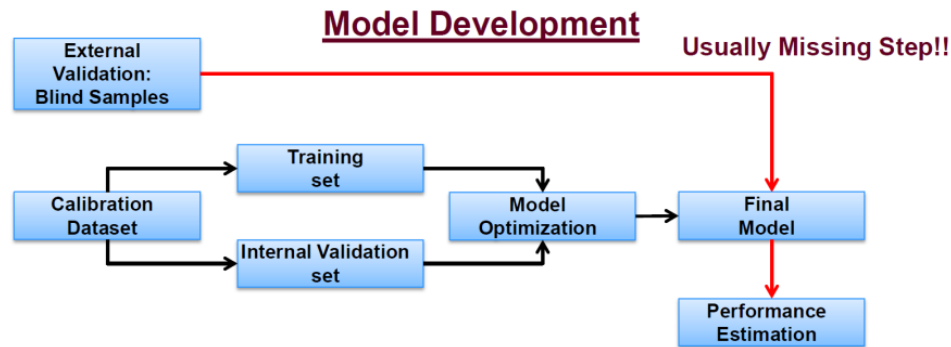 Model Development
Usually Missing Step!!
External
Validation:
Blind Samples
Training
set
Calibration
Dataset
Model
Optimization
Final
Model
Internal Validation
set
Performance
Estimation